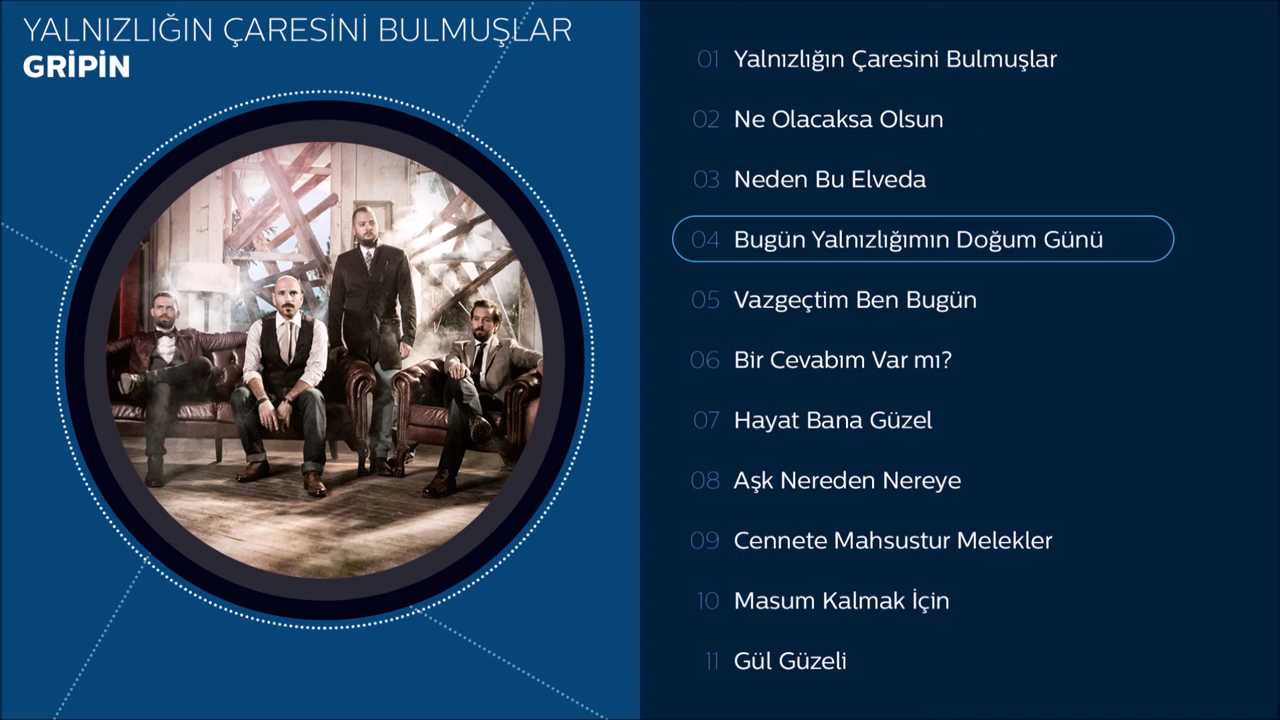 YALNIZLIĞIN ÇARESİNİ BULMUŞLAR
GRİPİN
01 Yalnızlığın Çaresini Bulmuşlar
02 Ne Olacaksa Olsun
03 Neden Bu Elveda
04 Bugün Yalnızlığımın Doğum Günü
05 Vazgeçtim Ben Bugün
06 Bir Cevabım Var mı?
07 Hayat Bana Güzel
08 Aşk Nereden Nereye
09 Cennete Mahsustur Melekler
10 Masum Kalmak İçin
11 Gül Güzeli